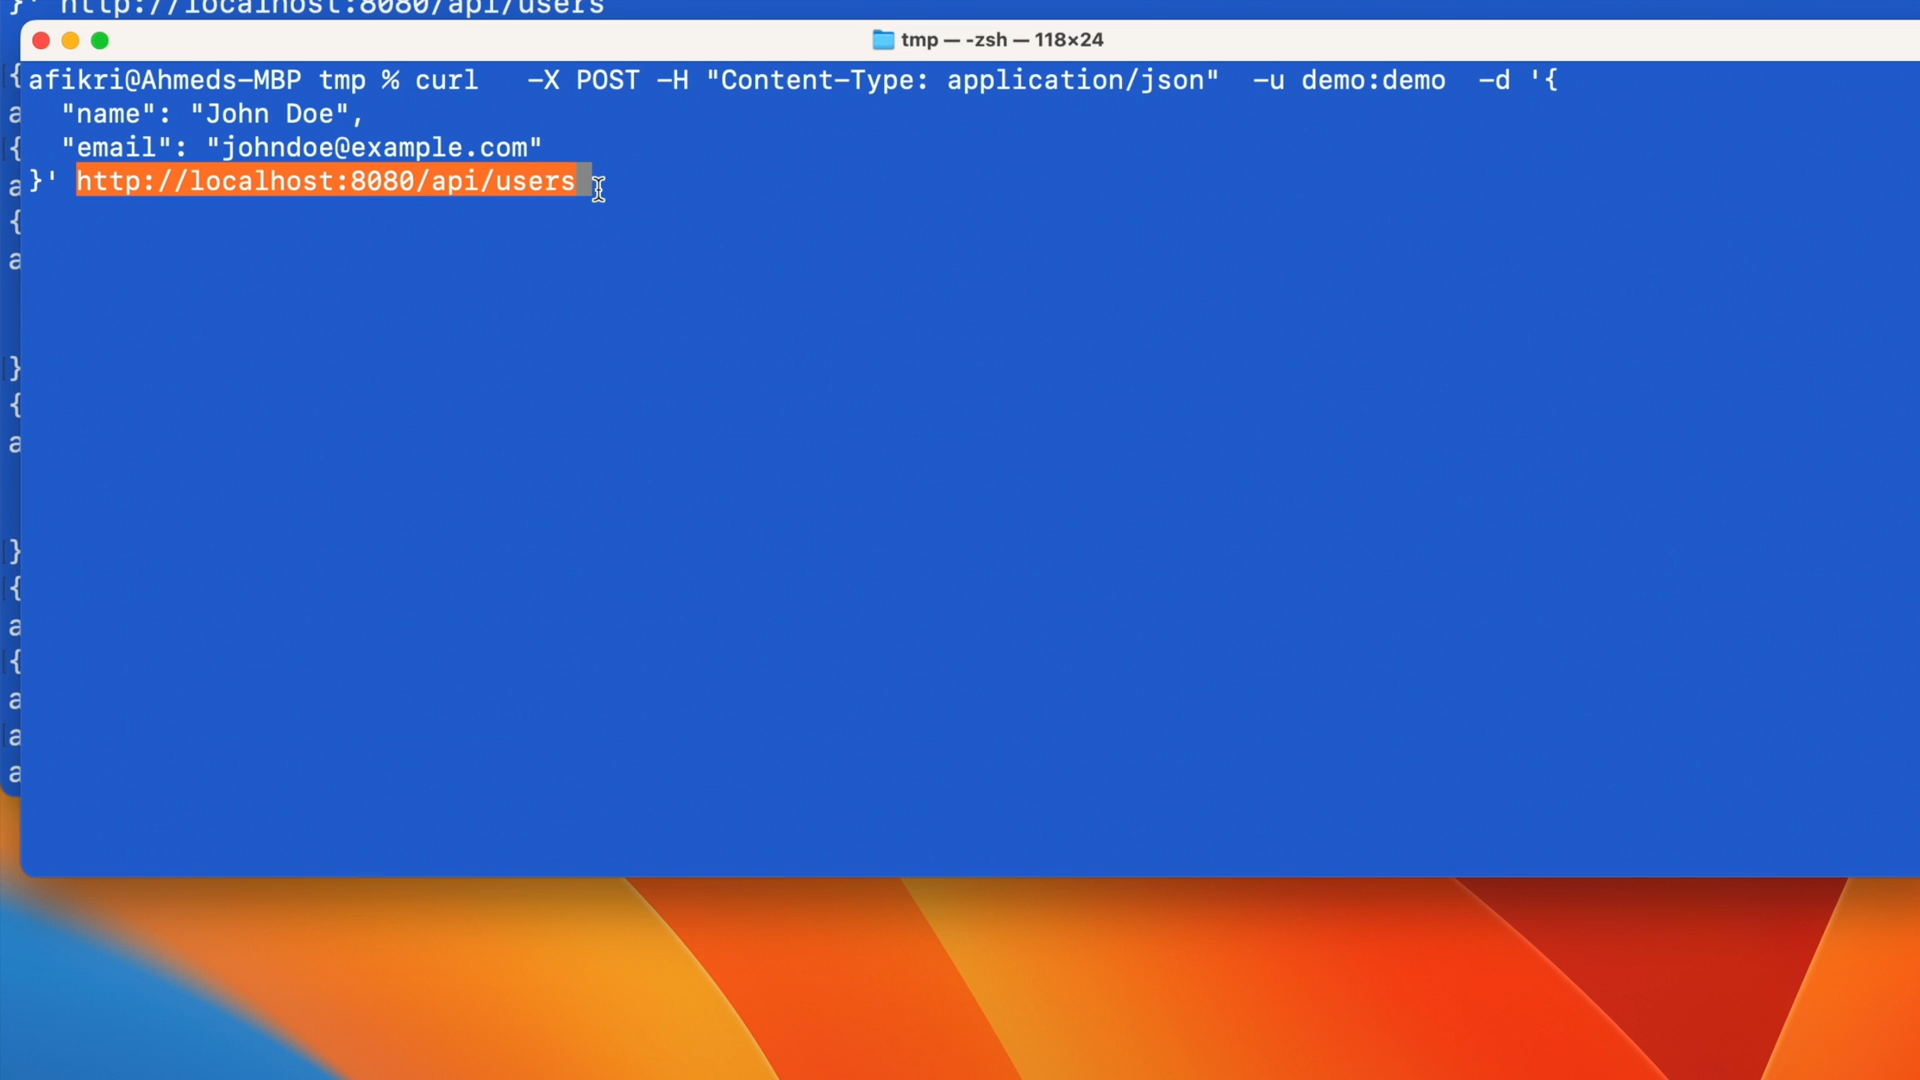 }' http://localhost:8080/api/users
tmp — -zsh — 118×24
afikri@Ahmeds-MBP tmp % curl   -X POST -H "Content-Type: application/json"  -u demo:demo  -d '{
  "name": "John Doe",
  "email": "johndoe@example.com"
}' http://localhost:8080/api/users
{
a
{
a
{
a
}
{
a
}
{
a
{
a
a
a